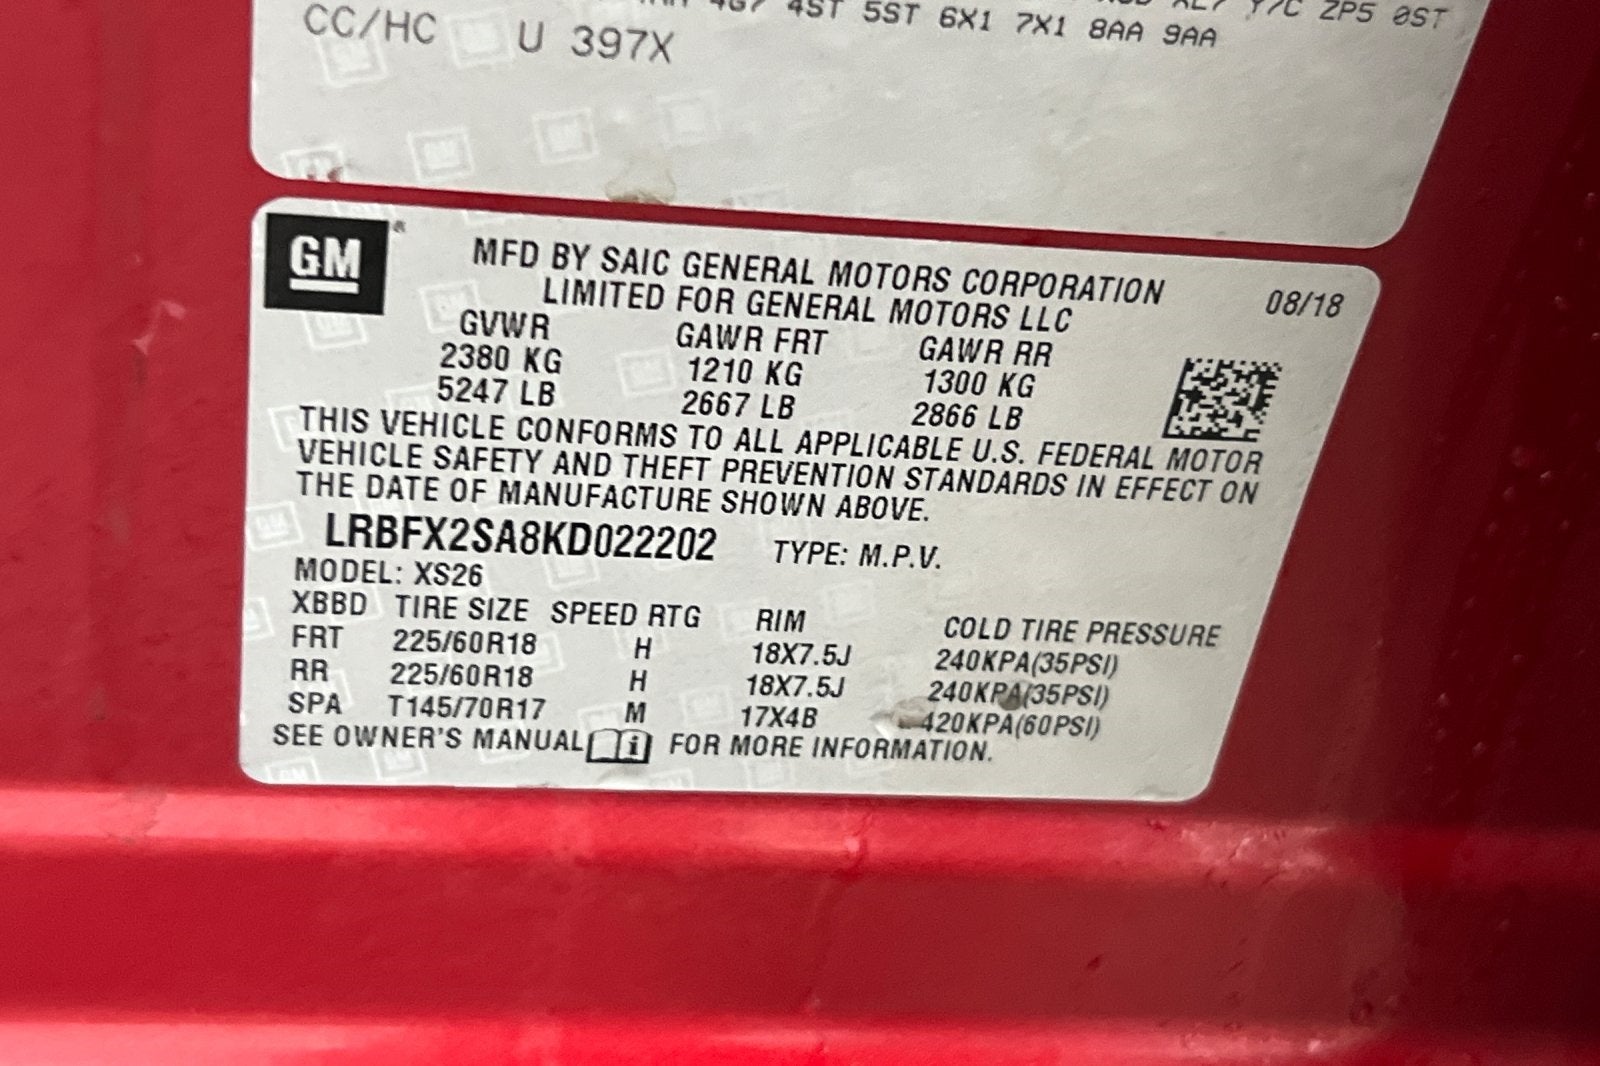 4G7 4ST 5ST 6X1 7X1 8AA 9AA
Y/C ZP5 0ST
CC/HC U 397X
GM
MFD BY SAIC GENERAL MOTORS CORPORATION
LIMITED FOR GENERAL MOTORS LLC
08/18
GVWR GAWR FRT GAWR RR
2380 KG 1210 KG 1300 KG
5247 LB 2667 LB 2866 LB
THIS VEHICLE CONFORMS TO ALL APPLICABLE U.S. FEDERAL MOTOR
VEHICLE SAFETY AND THEFT PREVENTION STANDARDS IN EFFECT ON
THE DATE OF MANUFACTURE SHOWN ABOVE.
LRBFX2SA8KD022202 TYPE: M.P.V.
MODEL: XS26
XBBD TIRE SIZE SPEED RTG RIM COLD TIRE PRESSURE
FRT 225/60R18 H 18X7.5J 240KPA(35PSI)
RR 225/60R18 H 18X7.5J 240KPA(35PSI)
SPA T145/70R17 M 17X4B 420KPA(60PSI)
SEE OWNER'S MANUAL FOR MORE INFORMATION.